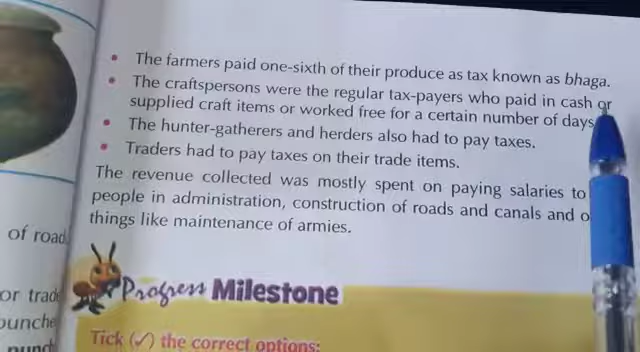 • The farmers paid one-sixth of their produce as tax known as bhaga.
• The craftspersons were the regular tax-payers who paid in cash or
supplied craft items or worked free for a certain number of days
• The hunter-gatherers and herders also had to pay taxes.
• Traders had to pay taxes on their trade items.
The revenue collected was mostly spent on paying salaries to
people in administration, construction of roads and canals and
things like maintenance of armies.
of road
or trade
Progress Milestone
Tick (✓) the correct options: